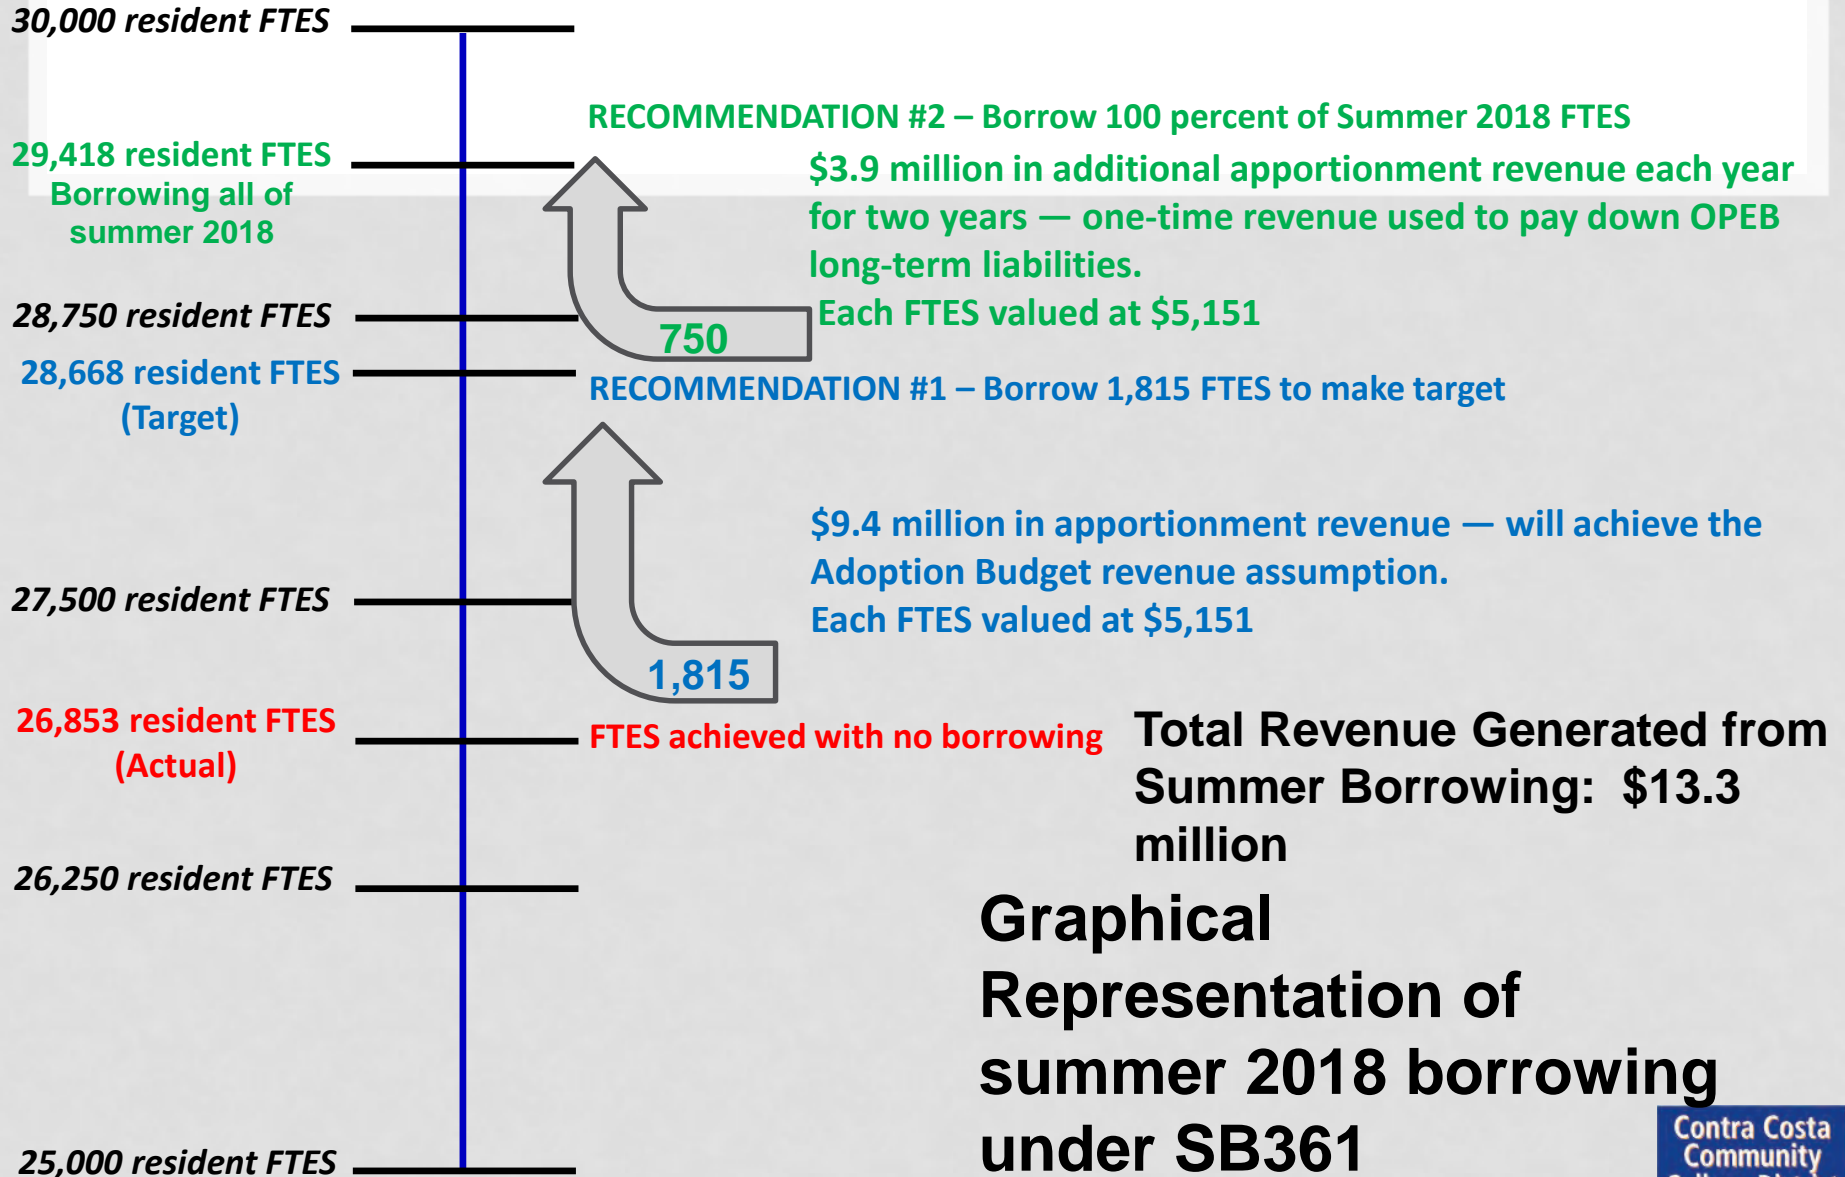 30,000 resident FTES
RECOMMENDATION #2 – Borrow 100 percent of Summer 2018 FTES
29,418 resident FTES
Borrowing all of
summer 2018
$3.9 million in additional apportionment revenue each year
for two years — one-time revenue used to pay down OPEB
long-term liabilities.
Each FTES valued at $5,151
28,750 resident FTES
750
28,668 resident FTES
(Target)
RECOMMENDATION #1 – Borrow 1,815 FTES to make target
$9.4 million in apportionment revenue — will achieve the
Adoption Budget revenue assumption.
Each FTES valued at $5,151
27,500 resident FTES
1,815
26,853 resident FTES
(Actual)
FTES achieved with no borrowing
Total Revenue Generated from
Summer Borrowing: $13.3
million
26,250 resident FTES
Graphical
Representation of
summer 2018 borrowing
under SB361
25,000 resident FTES
Contra Costa
Community